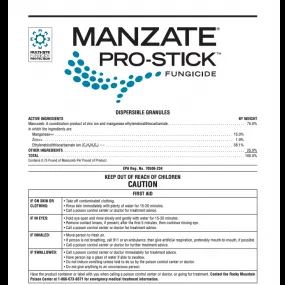 MULTI-SITE
PROTECTION
MANZATE
PRO-STICK™
FUNGICIDE
DISPERSIBLE GRANULES
ACTIVE INGREDIENTS BY WEIGHT
Mancozeb: A coordination product of zinc ion and manganese ethylenebisdithiocarbamate 75.0%
In which the ingredients are:
Manganese++ 15.0%
Zinc++ 1.9%
Ethylenebisdithiocarbamate ion (C₄H₆N₂S₄)-- 58.1%
OTHER INGREDIENTS: 25.0%
TOTAL 100.0%
Contains 0.75 Pound of Mancozeb Per Pound of Product
EPA Reg. No. 70506-234
KEEP OUT OF REACH OF CHILDREN
CAUTION
FIRST AID
IF ON SKIN OR CLOTHING: • Take off contaminated clothing.
• Rinse skin immediately with plenty of water for 15-20 minutes.
• Call a poison control center or doctor for treatment advice.
IF IN EYES: • Hold eye open and rinse slowly and gently with water for 15-20 minutes.
• Remove contact lenses, if present, after the first 5 minutes, then continue rinsing eye.
• Call a poison control center or doctor for treatment advice.
IF INHALED: • Move person to fresh air.
• If person is not breathing, call 911 or an ambulance, then give artificial respiration, preferably mouth to mouth, if possible
• Call a poison control center or doctor for further treatment advice.
IF SWALLOWED: • Call a poison control center or doctor immediately for treatment advice.
• Have person sip a glass of water if able to swallow.
• Do not induce vomiting unless told to do so by the poison control center or doctor.
• Do not give anything to an unconscious person.
Have the product container or label with you when calling a poison control center or doctor, or going for treatment. Contact the Rocky Mountain
Poison Center at 1-866-673-6671 for emergency medical treatment information.